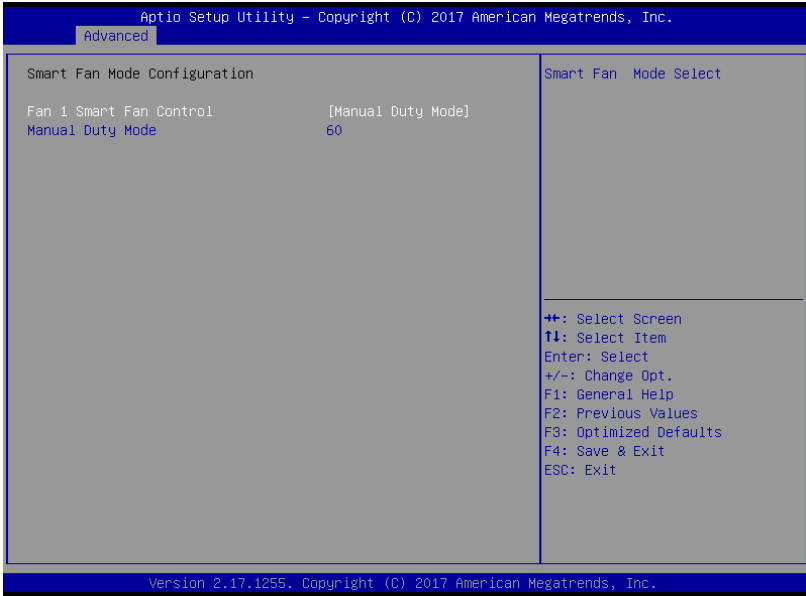 Aptio Setup Utility – Copyright (C) 2017 American Megatrends, Inc.
Advanced
Smart Fan Mode Configuration
Fan 1 Smart Fan Control [Manual Duty Mode]
Manual Duty Mode 60
Smart Fan Mode Select
→←: Select Screen
↑↓: Select Item
Enter: Select
+/-: Change Opt.
F1: General Help
F2: Previous Values
F3: Optimized Defaults
F4: Save & Exit
ESC: Exit
Version 2.17.1255. Copyright (C) 2017 American Megatrends, Inc.